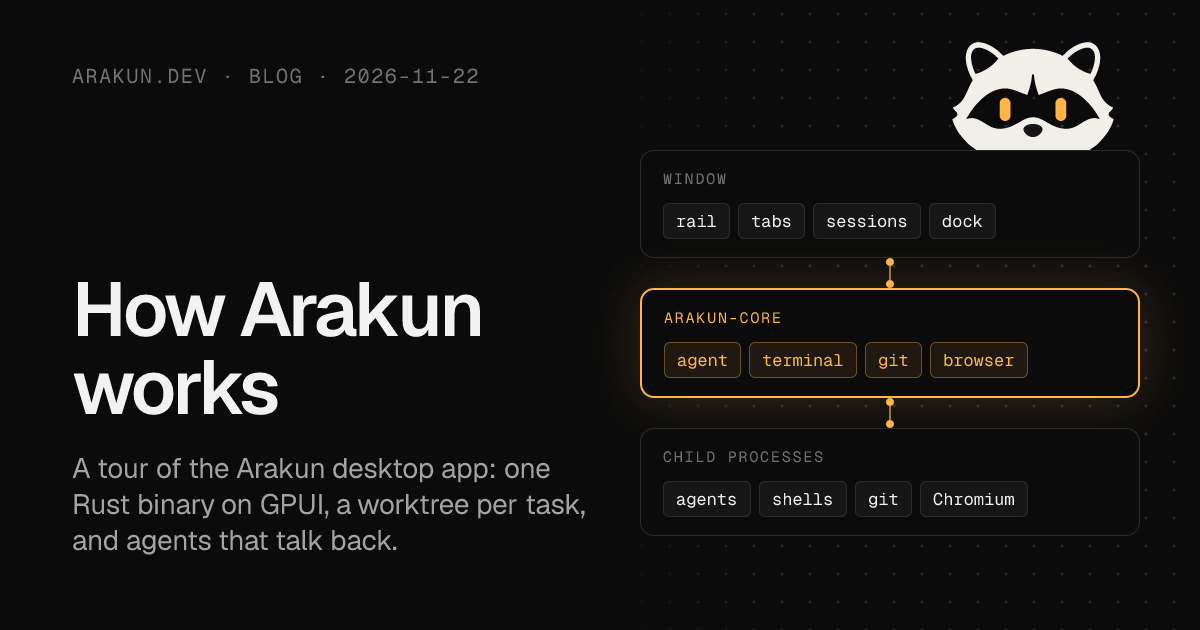 ARAKUN.DEV · BLOG · 2026-11-22
How Arakun
works
A tour of the Arakun desktop app: one
Rust binary on GPUI, a worktree per task,
and agents that talk back.
WINDOW
rail tabs sessions dock
ARAKUN-CORE
agent terminal git browser
CHILD PROCESSES
agents shells git Chromium